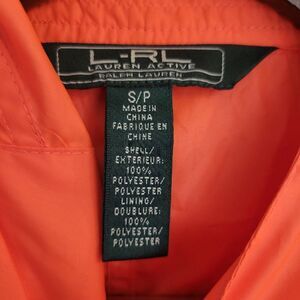 L-RL
LAUREN ACTIVE
RALPH LAUREN
S/P
MADE IN
CHINA
FABRIQUE EN
CHINE
SHELL/
EXTERIEUR:
100%
POLYESTER/
POLYESTER
LINING/
DOUBLURE:
100%
POLYESTER/
POLYESTER